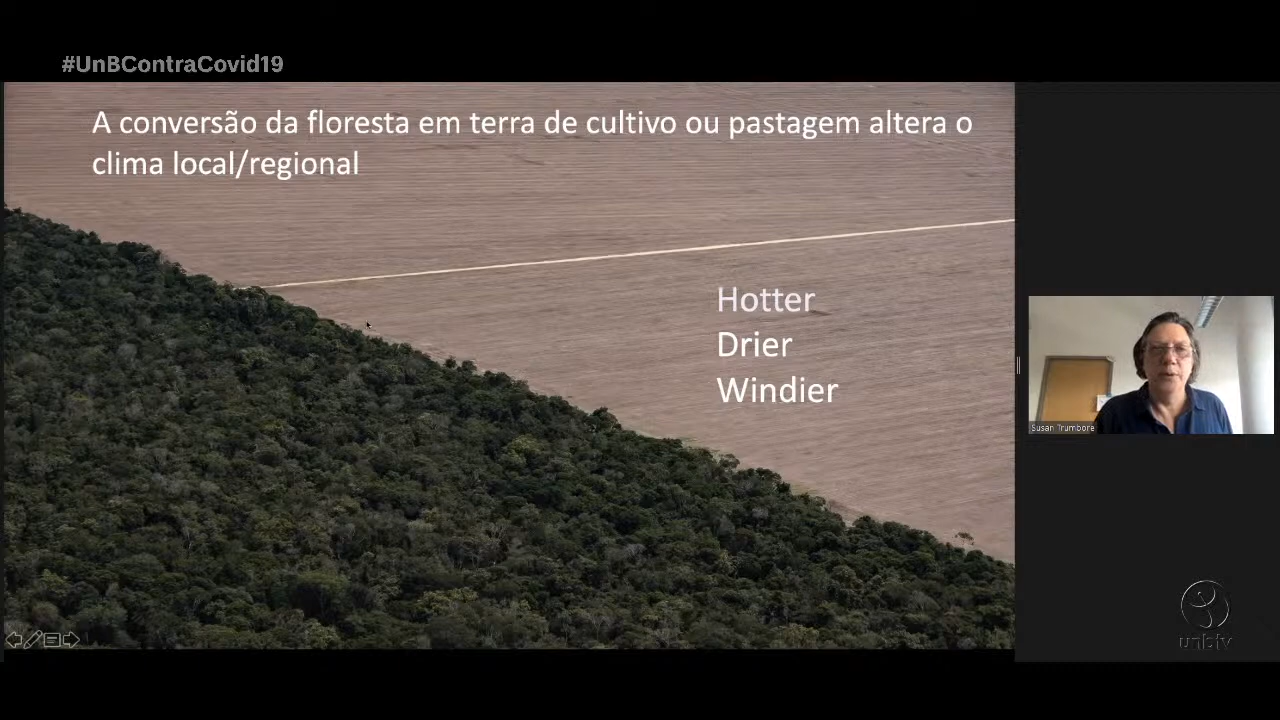 #UnBContraCovid19
A conversão da floresta em terra de cultivo ou pastagem altera o
clima local/regional
Hotter
Drier
Windier
Susan Trumbore
unbtv